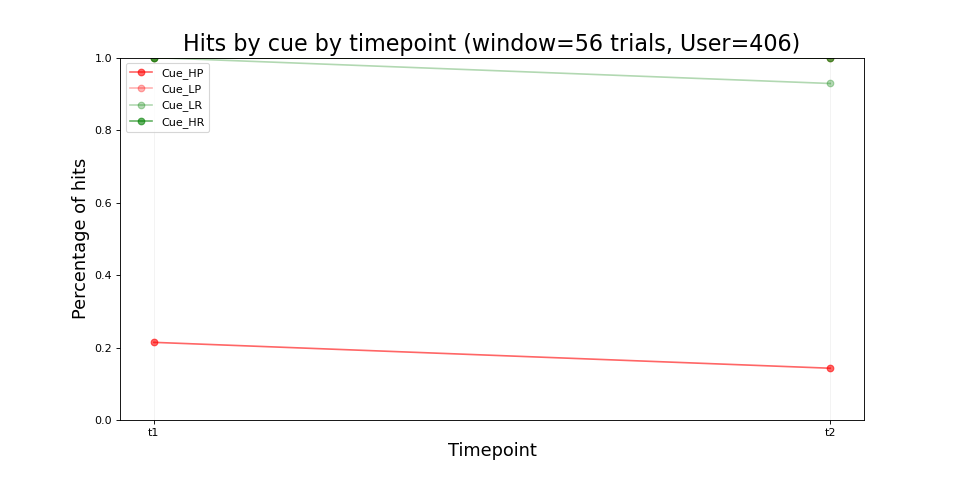 Hits by cue by timepoint (window=56 trials, User=406)
1.0
0.8
0.6
0.4
0.2
0.0
Percentage of hits
Cue_HP
Cue_LP
Cue_LR
Cue_HR
t1
t2
Timepoint